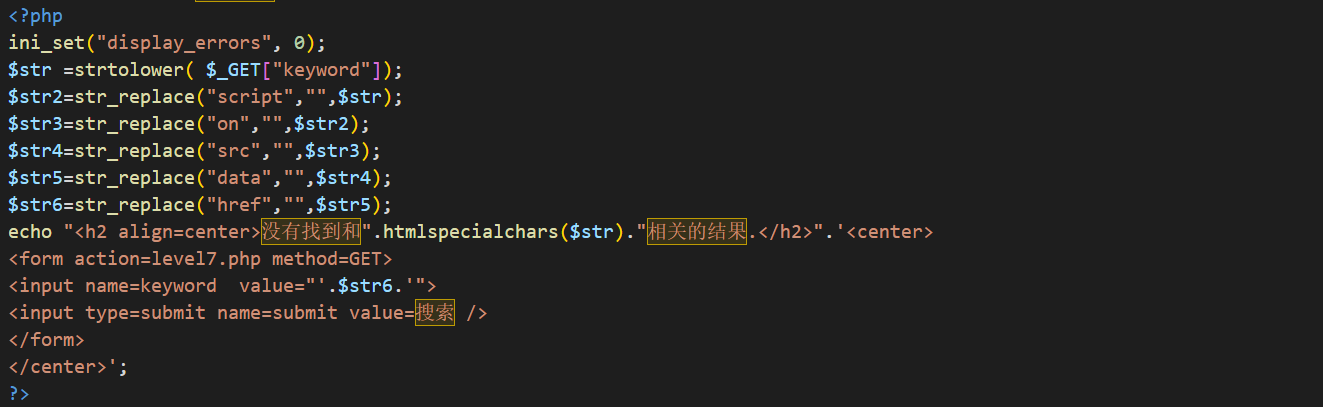 <?php
ini_set("display_errors", 0);
$str =strtolower( $_GET["keyword"]);
$str2=str_replace("script","",$str);
$str3=str_replace("on","",$str2);
$str4=str_replace("src","",$str3);
$str5=str_replace("data","",$str4);
$str6=str_replace("href","",$str5);
echo "<h2 align=center>没有找到和".htmlspecialchars($str)."相关的结果.</h2>".'<center>
<form action=level7.php method=GET>
<input name=keyword  value="'.$str6.'">
<input type=submit name=submit value=搜索 />
</form>
</center>';
?>